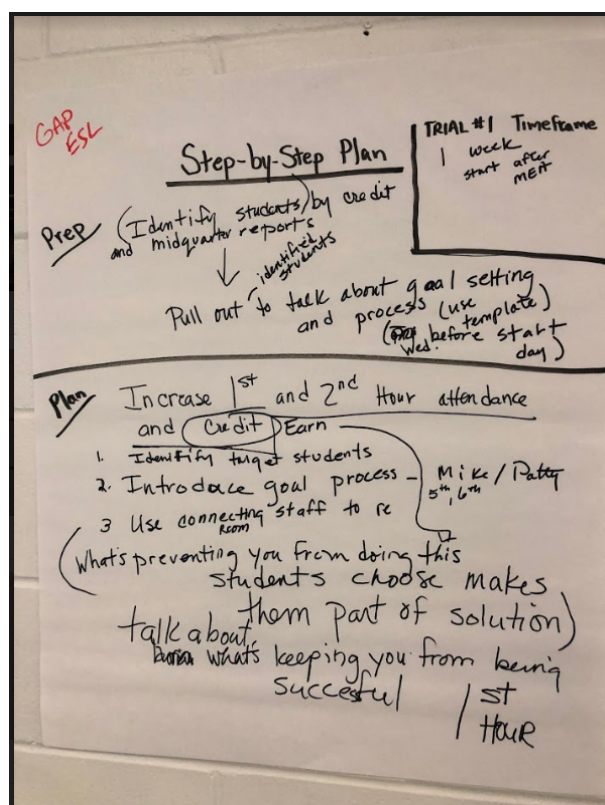 GAP
ESL
Step-by-Step Plan
TRIAL #1 Timeframe
1 week
start after
MEA
Prep
(Identify students) by credit
and midquarter reports
identified
students
Pull out to talk about goal setting
and process (use
template)
( before start
Wed. day)
Plan
Increase 1st and 2nd Hour attendance
and Credit Earn
1. Identify target students
2. Introduce goal process - Mike / Patty
5th, 6th
3 Use connecting staff to re
Room
(What's preventing you from doing this
students choose makes
them part of solution)
talk about
what's keeping you from being
succesful
1st
HOUR